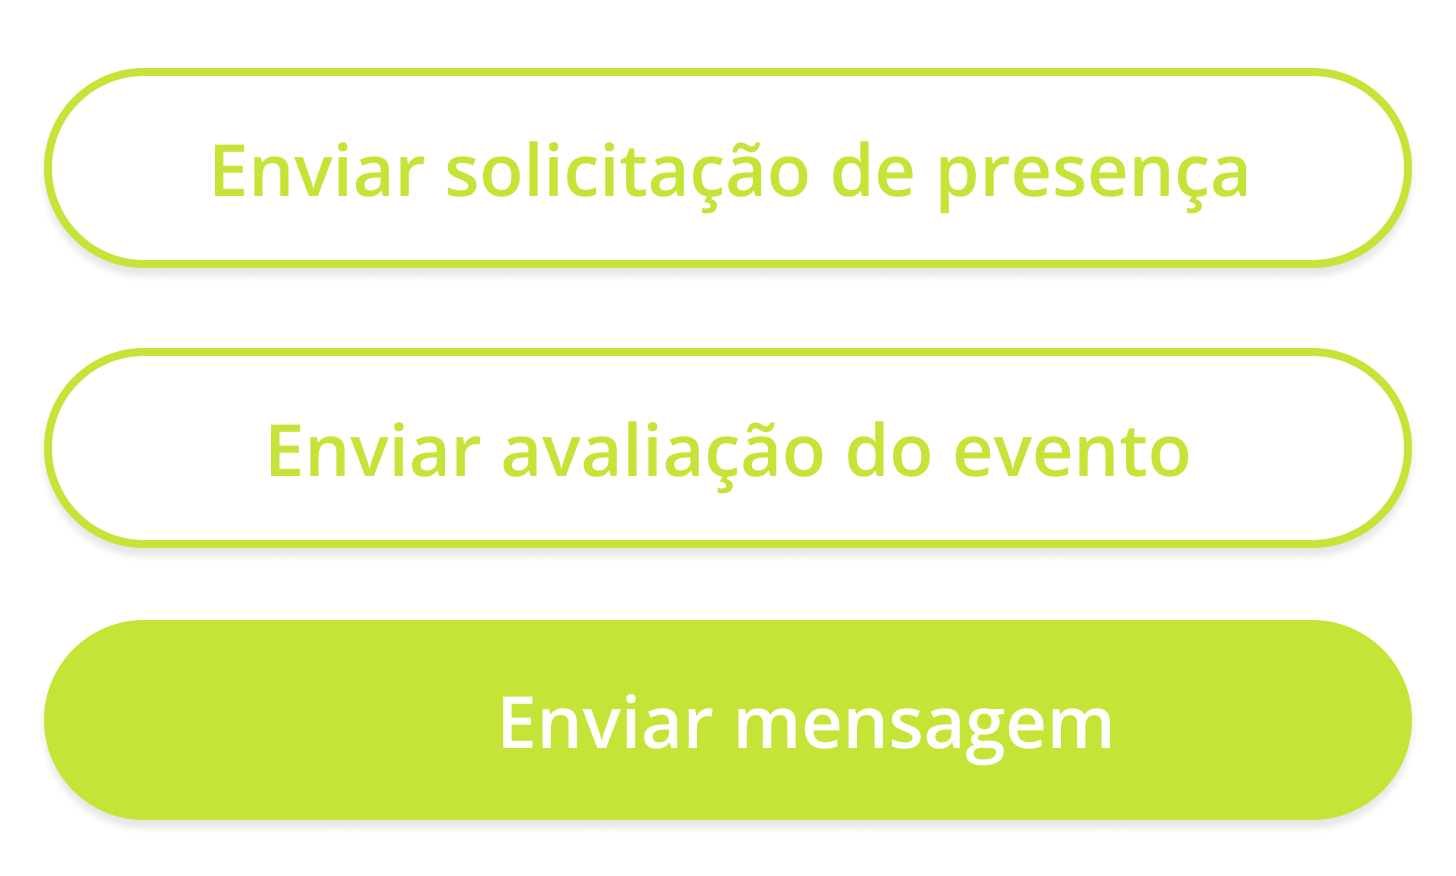 Enviar solicitação de presença
Enviar avaliação do evento
Enviar mensagem